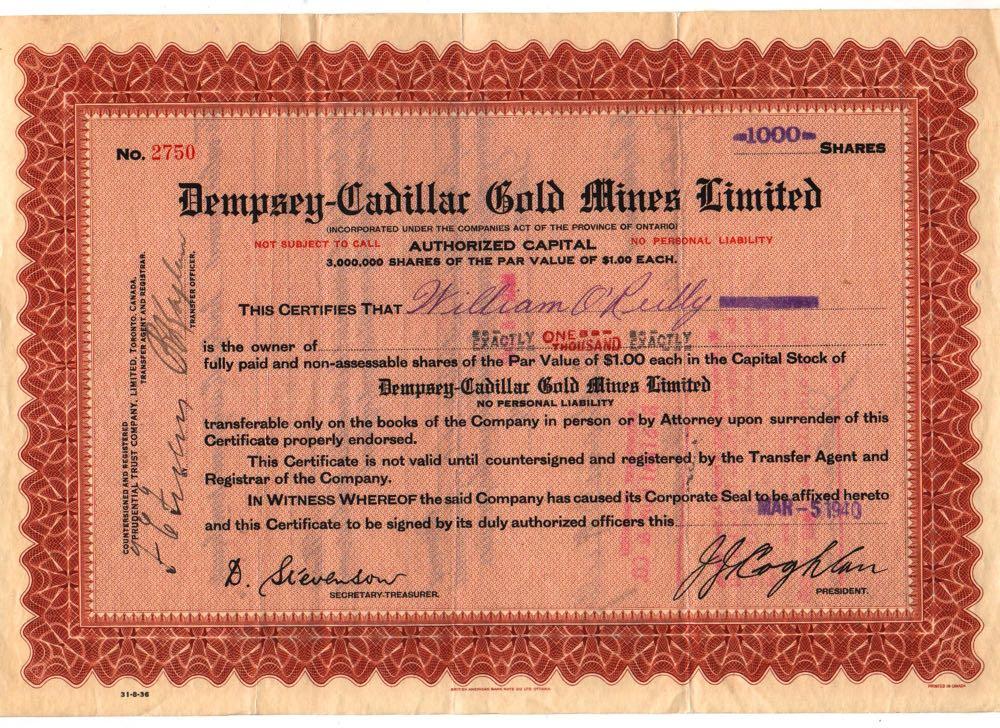 No. 2750
-1000-
SHARES
Dempsey-Cadillac Gold Mines Limited
(INCORPORATED UNDER THE COMPANIES ACT OF THE PROVINCE OF ONTARIO)
NOT SUBJECT TO CALL AUTHORIZED CAPITAL NO PERSONAL LIABILITY
3,000,000 SHARES OF THE PAR VALUE OF $1.00 EACH.
THIS CERTIFIES THAT William O'Reilly
is the owner of EXACTLY ONE THOUSAND EXACTLY
fully paid and non-assessable shares of the Par Value of $1.00 each in the Capital Stock of
Dempsey-Cadillac Gold Mines Limited
NO PERSONAL LIABILITY
transferable only on the books of the Company in person or by Attorney upon surrender of this
Certificate properly endorsed.
This Certificate is not valid until countersigned and registered by the Transfer Agent and
Registrar of the Company.
IN WITNESS WHEREOF the said Company has caused its Corporate Seal to be affixed hereto
and this Certificate to be signed by its duly authorized officers this MAR - 5 1940
D. Stevenson
SECRETARY-TREASURER.
J J Coghlan
PRESIDENT.
COUNTERSIGNED AND REGISTERED
PRUDENTIAL TRUST COMPANY, LIMITED, TORONTO, CANADA,
TRANSFER AGENT AND REGISTRAR.
TRANSFER OFFICER.
31-8-36
BRITISH AMERICAN BANK NOTE CO LTD OTTAWA
PRINTED IN CANADA